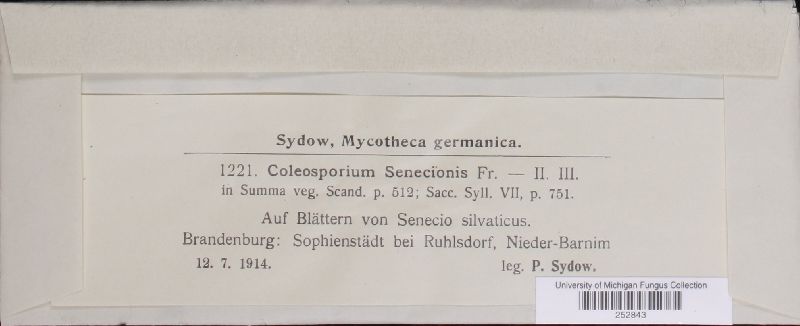 Sydow, Mycotheca germanica.
1221. Coleosporium Senecionis Fr. — II. III.
in Summa veg. Scand. p. 512; Sacc. Syll. VII, p. 751.
Auf Blättern von Senecio silvaticus.
Brandenburg: Sophienstädt bei Ruhlsdorf, Nieder-Barnim
12. 7. 1914. leg. P. Sydow.
University of Michigan Fungus Collection
252843